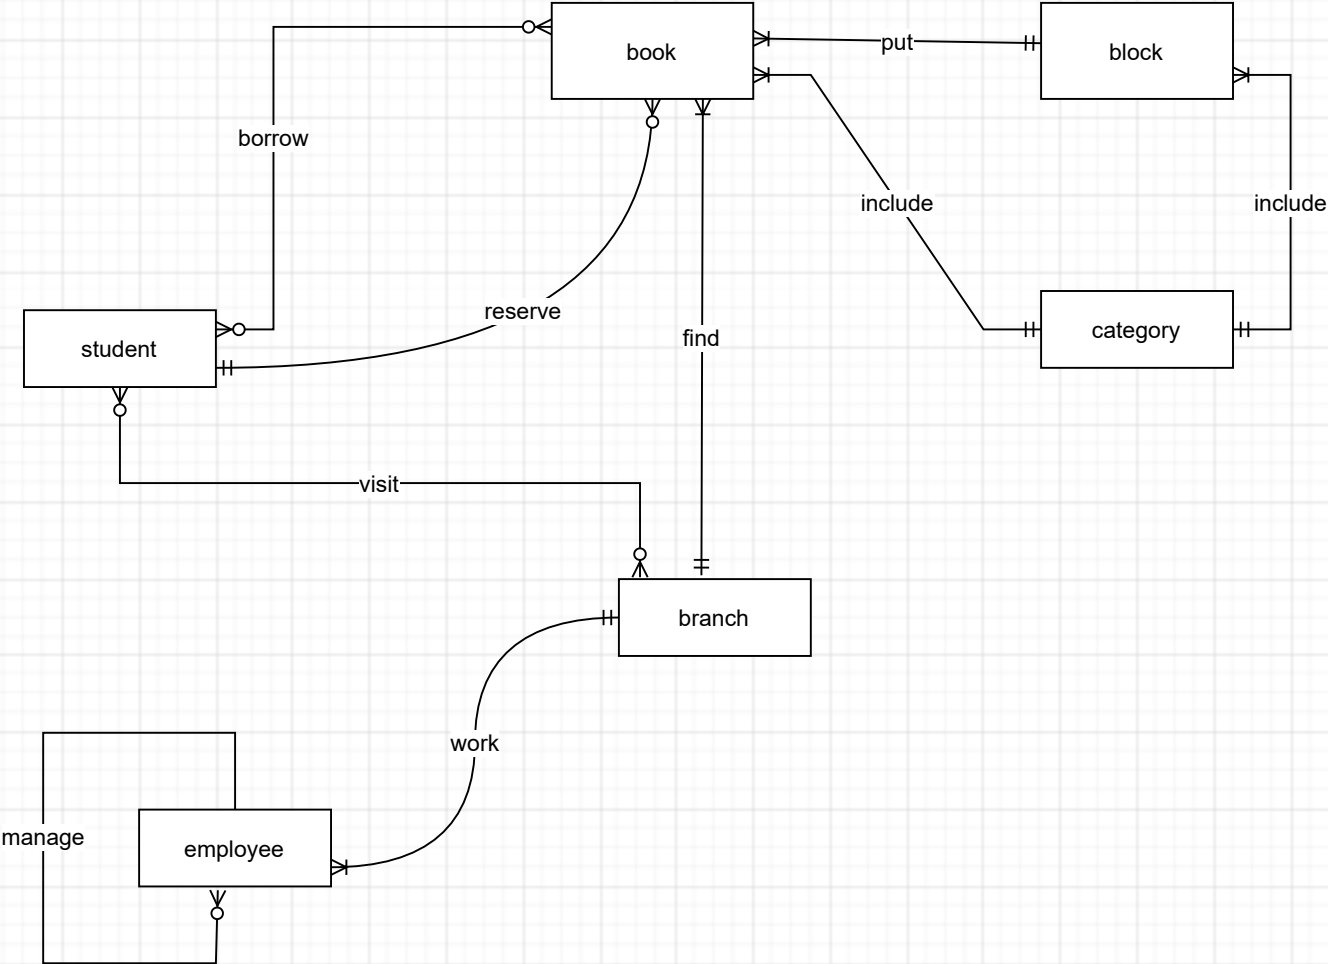 book
put
block
borrow
include
include
reserve
student
find
category
visit
branch
work
manage
employee